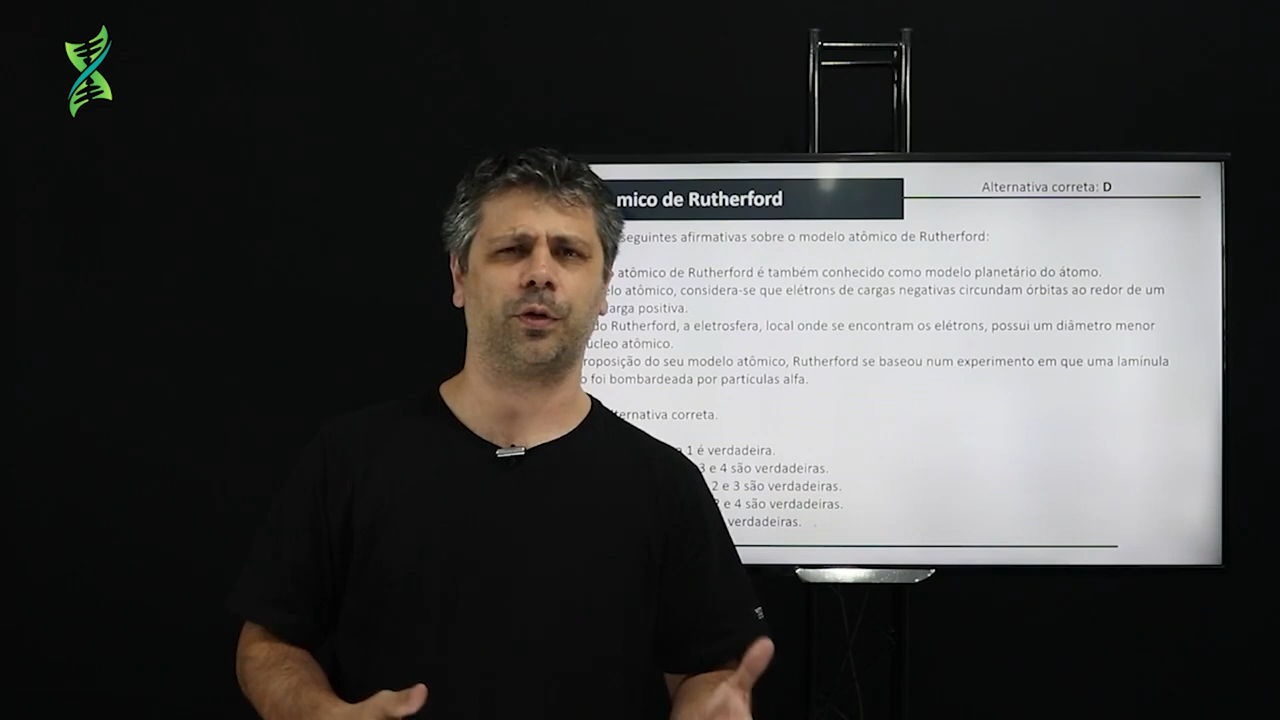 mico de Rutherford
Alternativa correta: D
seguintes afirmativas sobre o modelo atômico de Rutherford:
atômico de Rutherford é também conhecido como modelo planetário do átomo.
elo atômico, considera-se que elétrons de cargas negativas circundam órbitas ao redor de um
arga positiva.
do Rutherford, a eletrosfera, local onde se encontram os elétrons, possui um diâmetro menor
úcleo atômico.
roposição do seu modelo atômico, Rutherford se baseou num experimento em que uma lamínula
o foi bombardeada por partículas alfa.
ternativa correta.
1 é verdadeira.
3 e 4 são verdadeiras.
2 e 3 são verdadeiras.
e 4 são verdadeiras.
verdadeiras.